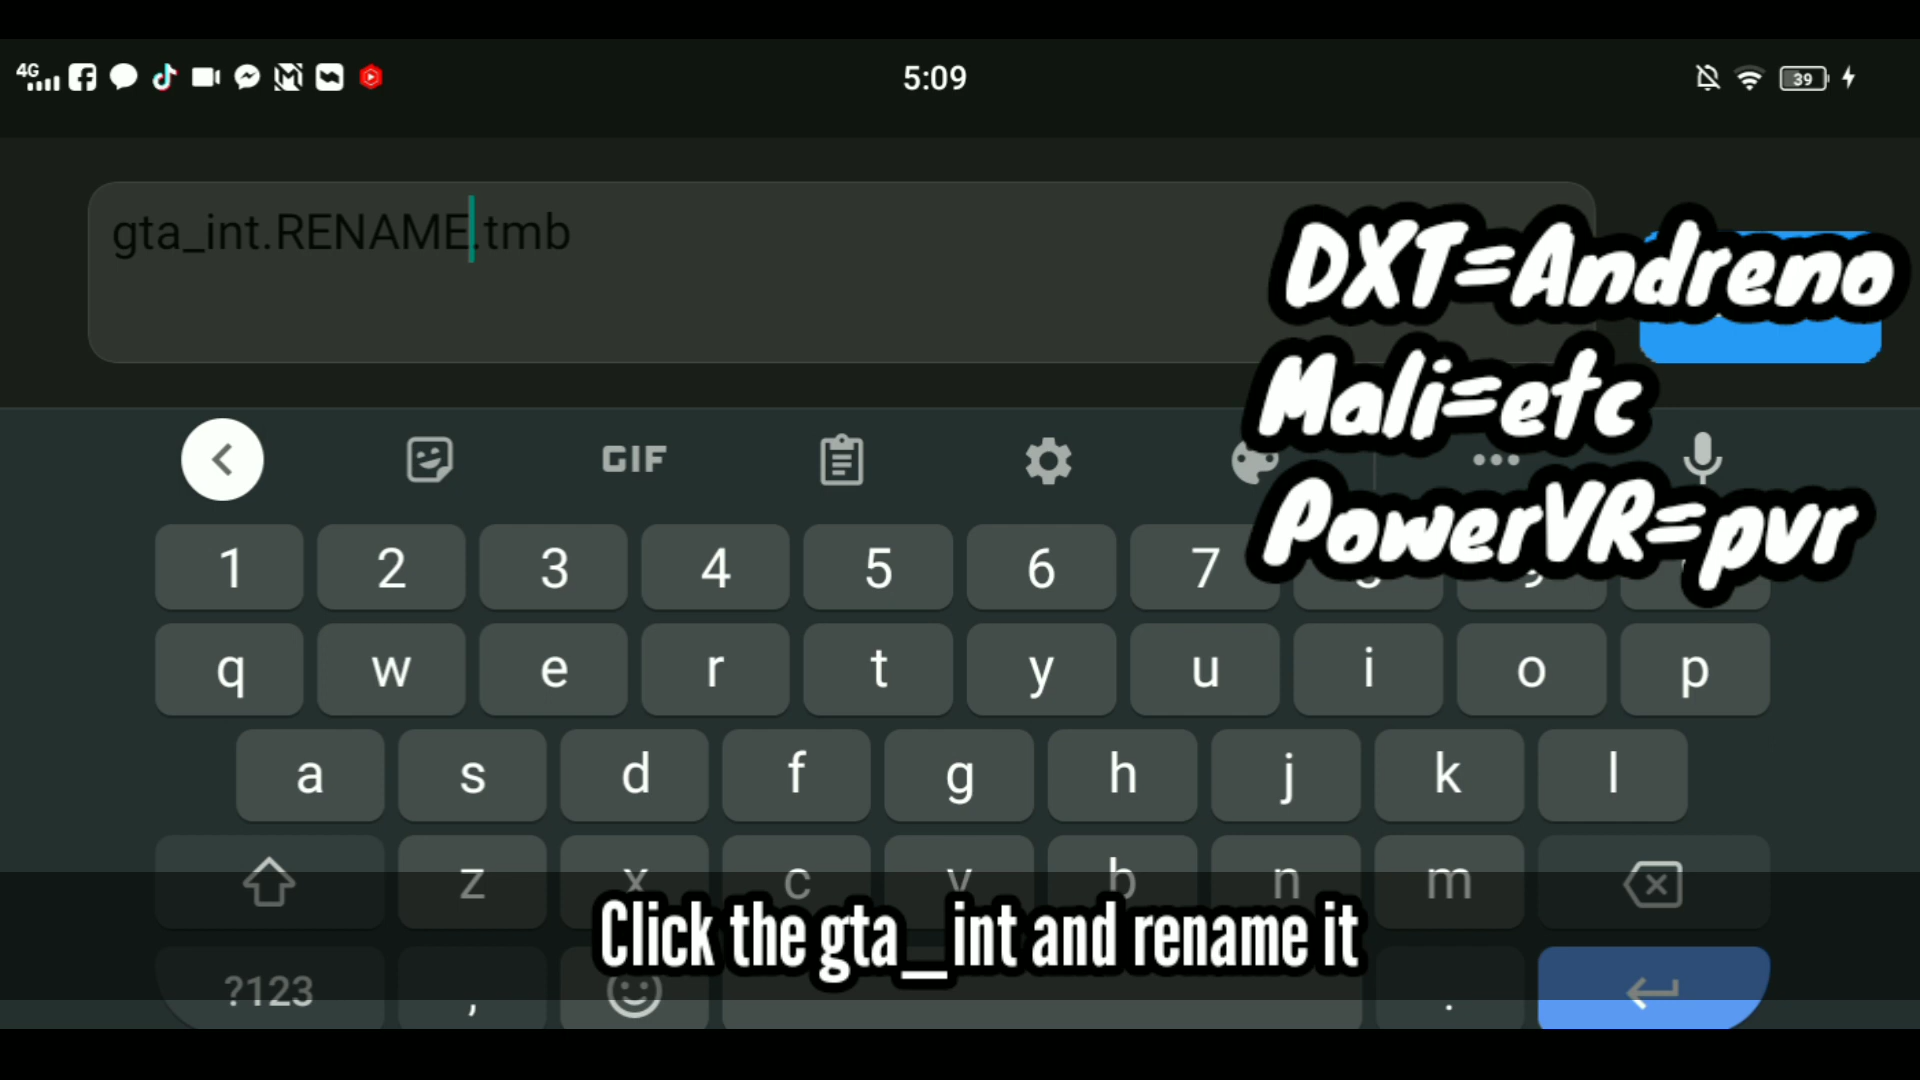 4G
5:09
39
gta_int.RENAME.tmb
DXT=Andreno
Mali=etc
PowerVR=pvr
GIF
1 2 3 4 5 6 7
q w e r t y u i o p
a s d f g h j k l
z x c v b n m
Click the gta_int and rename it
?123 , .